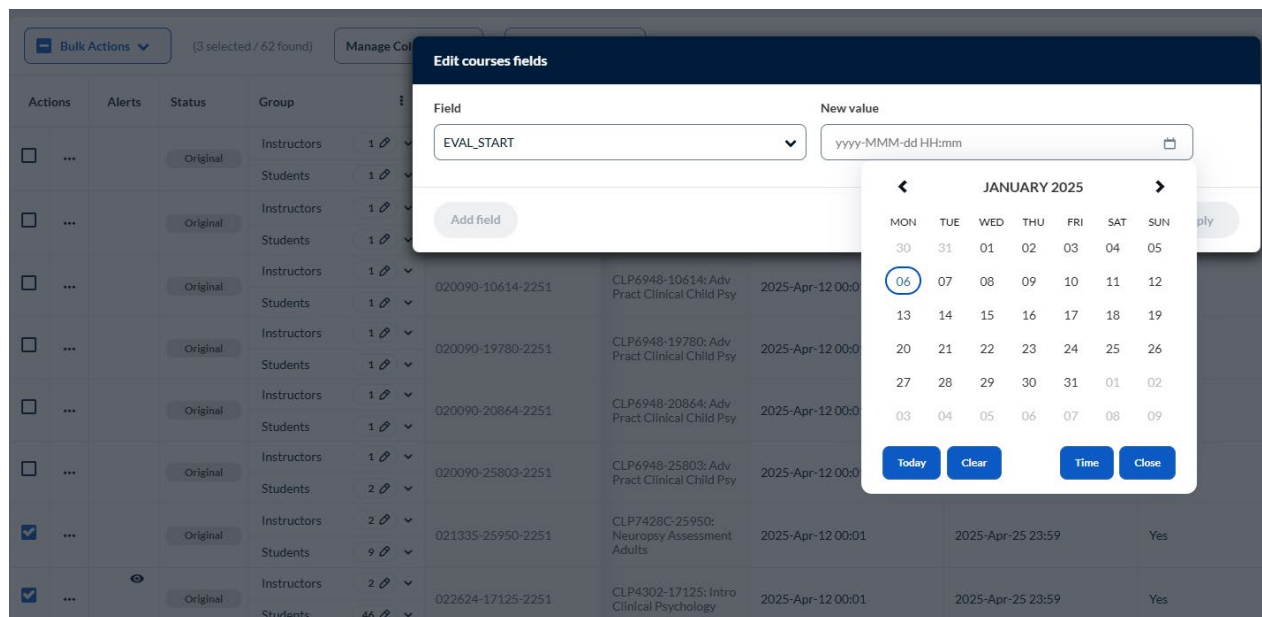 Bulk Actions (3 selected / 62 found) Manage Col
Edit courses fields
Field New value
EVAL_START yyyy-MMM-dd HH:mm
Add field ply
JANUARY 2025
MON TUE WED THU FRI SAT SUN
30 31 01 02 03 04 05
06 07 08 09 10 11 12
13 14 15 16 17 18 19
20 21 22 23 24 25 26
27 28 29 30 31 01 02
03 04 05 06 07 08 09
Today Clear Time Close
Actions Alerts Status Group
Original Instructors 1
Students 1
Original Instructors 1
Students 1
Instructors 1
Original 020090-10614-2251 CLP6948-10614: Adv Pract Clinical Child Psy 2025-Apr-12 00:0
Students 1
Instructors 1
Original 020090-19780-2251 CLP6948-19780: Adv Pract Clinical Child Psy 2025-Apr-12 00:0
Students 1
Instructors 1
Original 020090-20864-2251 CLP6948-20864: Adv Pract Clinical Child Psy 2025-Apr-12 00:0
Students 1
Instructors 1
Original 020090-25803-2251 CLP6948-25803: Adv Pract Clinical Child Psy 2025-Apr-12 00:0
Students 2
Instructors 2
Original 021335-25950-2251 CLP7428C-25950: Neuropsy Assessment Adults 2025-Apr-12 00:01 2025-Apr-25 23:59 Yes
Students 9
Instructors 2
Original 022624-17125-2251 CLP4302-17125: Intro Clinical Psychology 2025-Apr-12 00:01 2025-Apr-25 23:59 Yes
Students 46